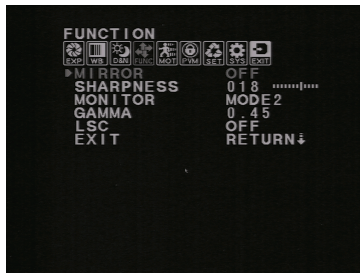 FUNCTION
EXP WB D&N FUNC MOT PVM SET SYS EXIT
MIRROR OFF
SHARPNESS 018
MONITOR MODE2
GAMMA 0.45
LSC OFF
EXIT RETURN